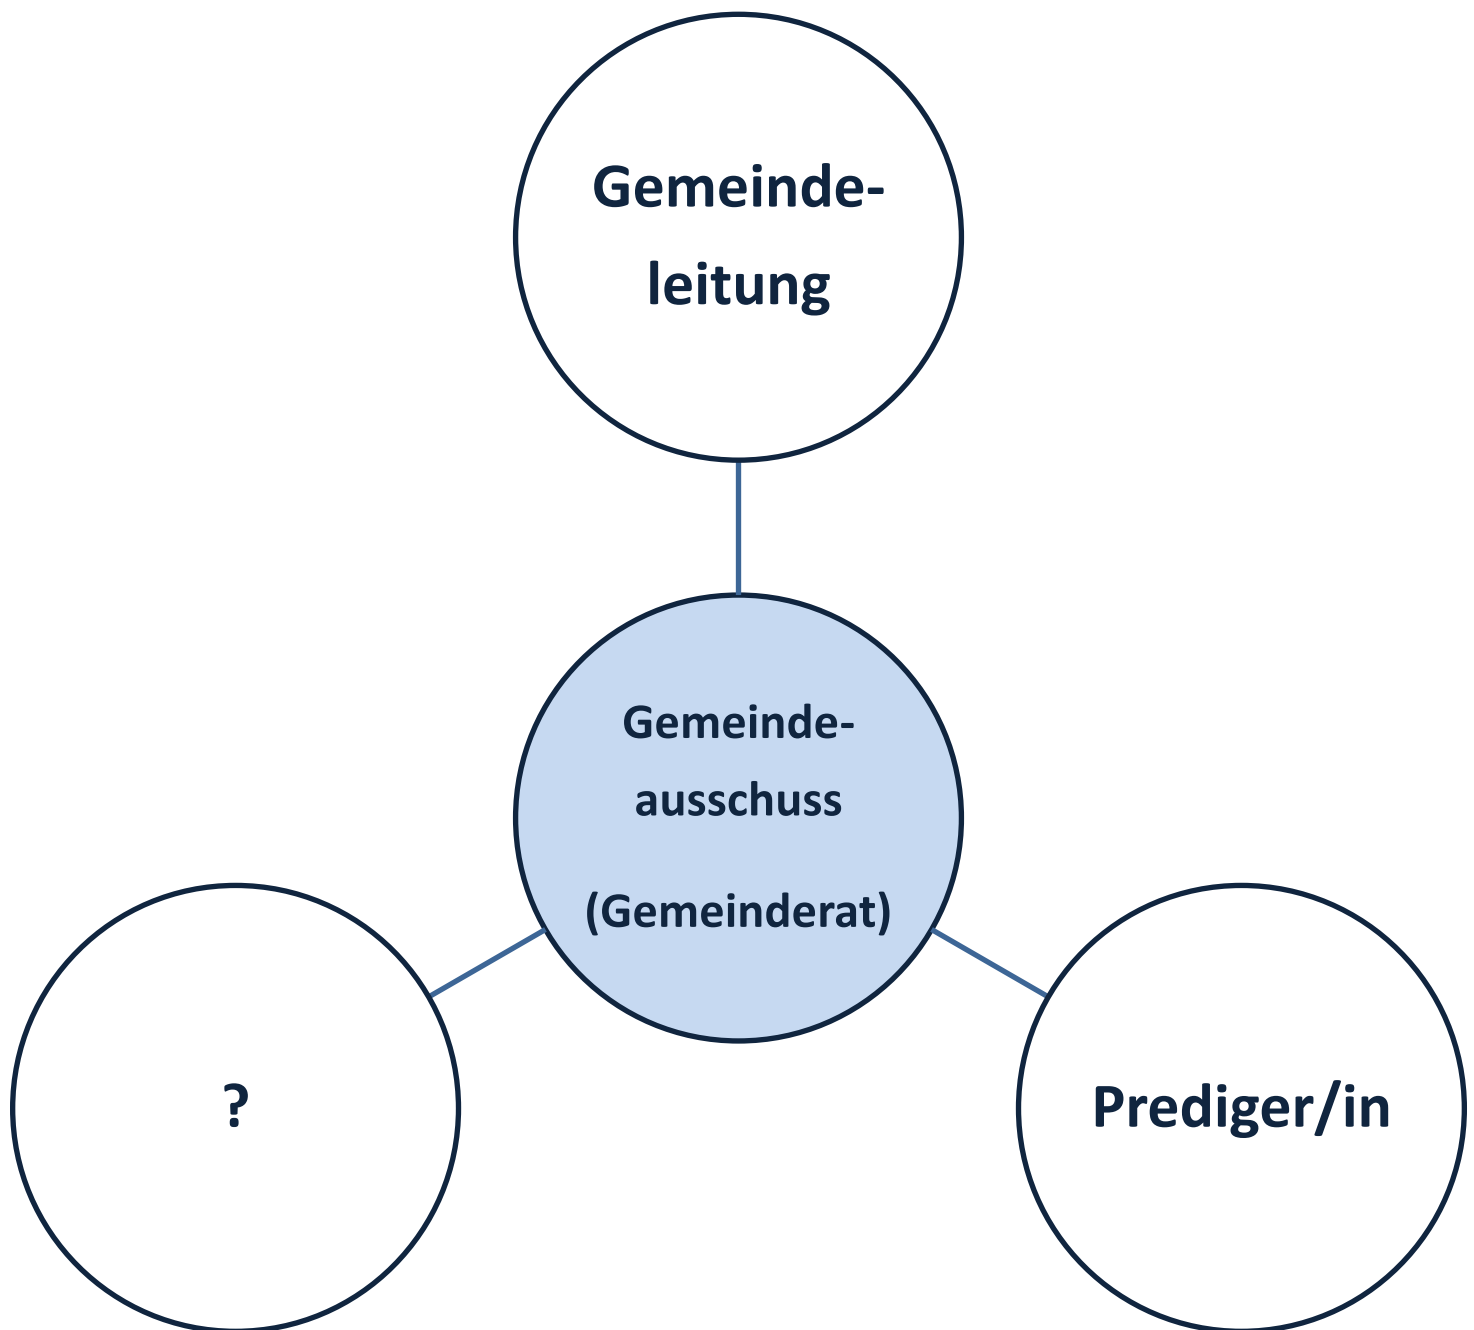 Gemeinde-
leitung
Gemeinde-
ausschuss
(Gemeinderat)
?
Prediger/in